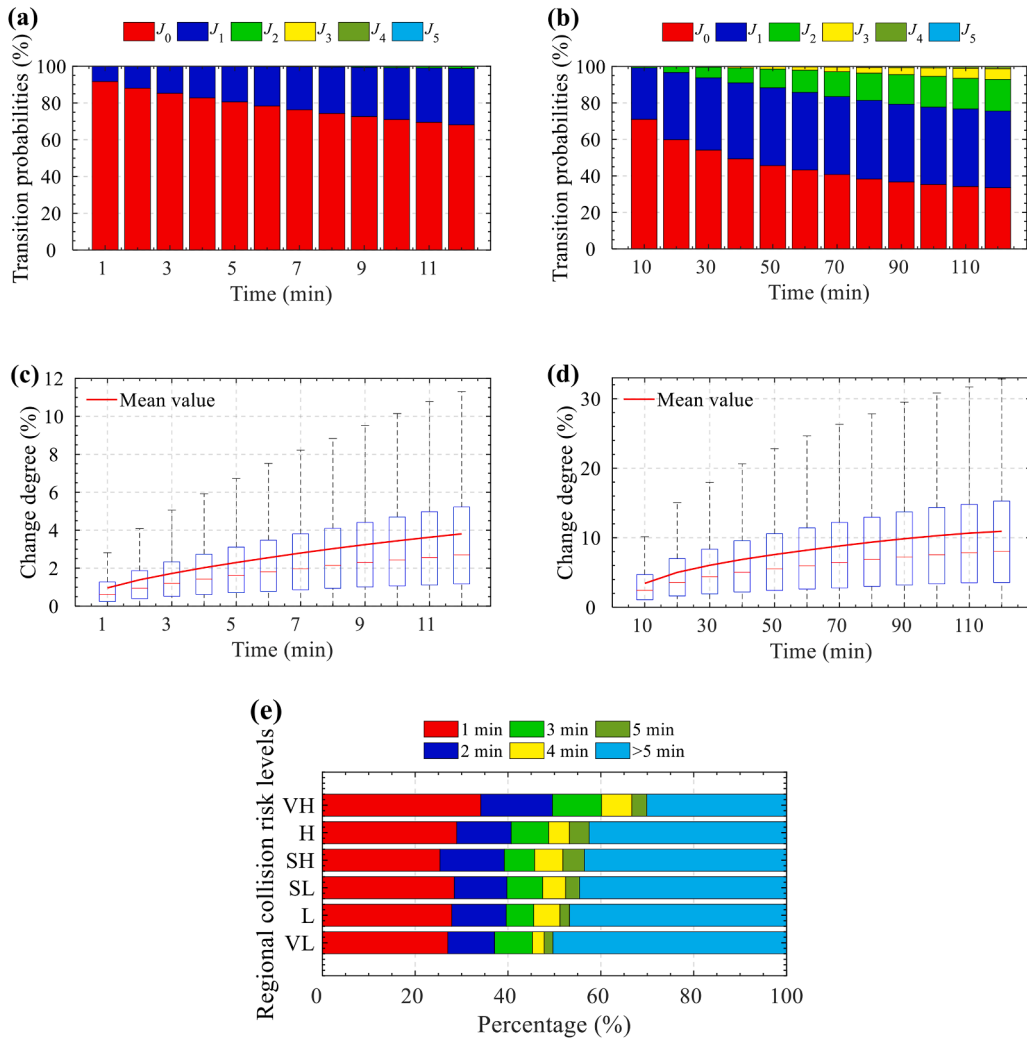 (a)
J0 J1 J2 J3 J4 J5
Transition probabilities (%)
100
80
60
40
20
0
1 3 5 7 9 11
Time (min)
(b)
J0 J1 J2 J3 J4 J5
Transition probabilities (%)
100
80
60
40
20
0
10 30 50 70 90 110
Time (min)
(c)
Mean value
Change degree (%)
12
10
8
6
4
2
0
1 3 5 7 9 11
Time (min)
(d)
Mean value
Change degree (%)
30
20
10
0
10 30 50 70 90 110
Time (min)
(e)
1 min 3 min 5 min
2 min 4 min >5 min
Regional collision risk levels
VH
H
SH
SL
L
VL
0 20 40 60 80 100
Percentage (%)